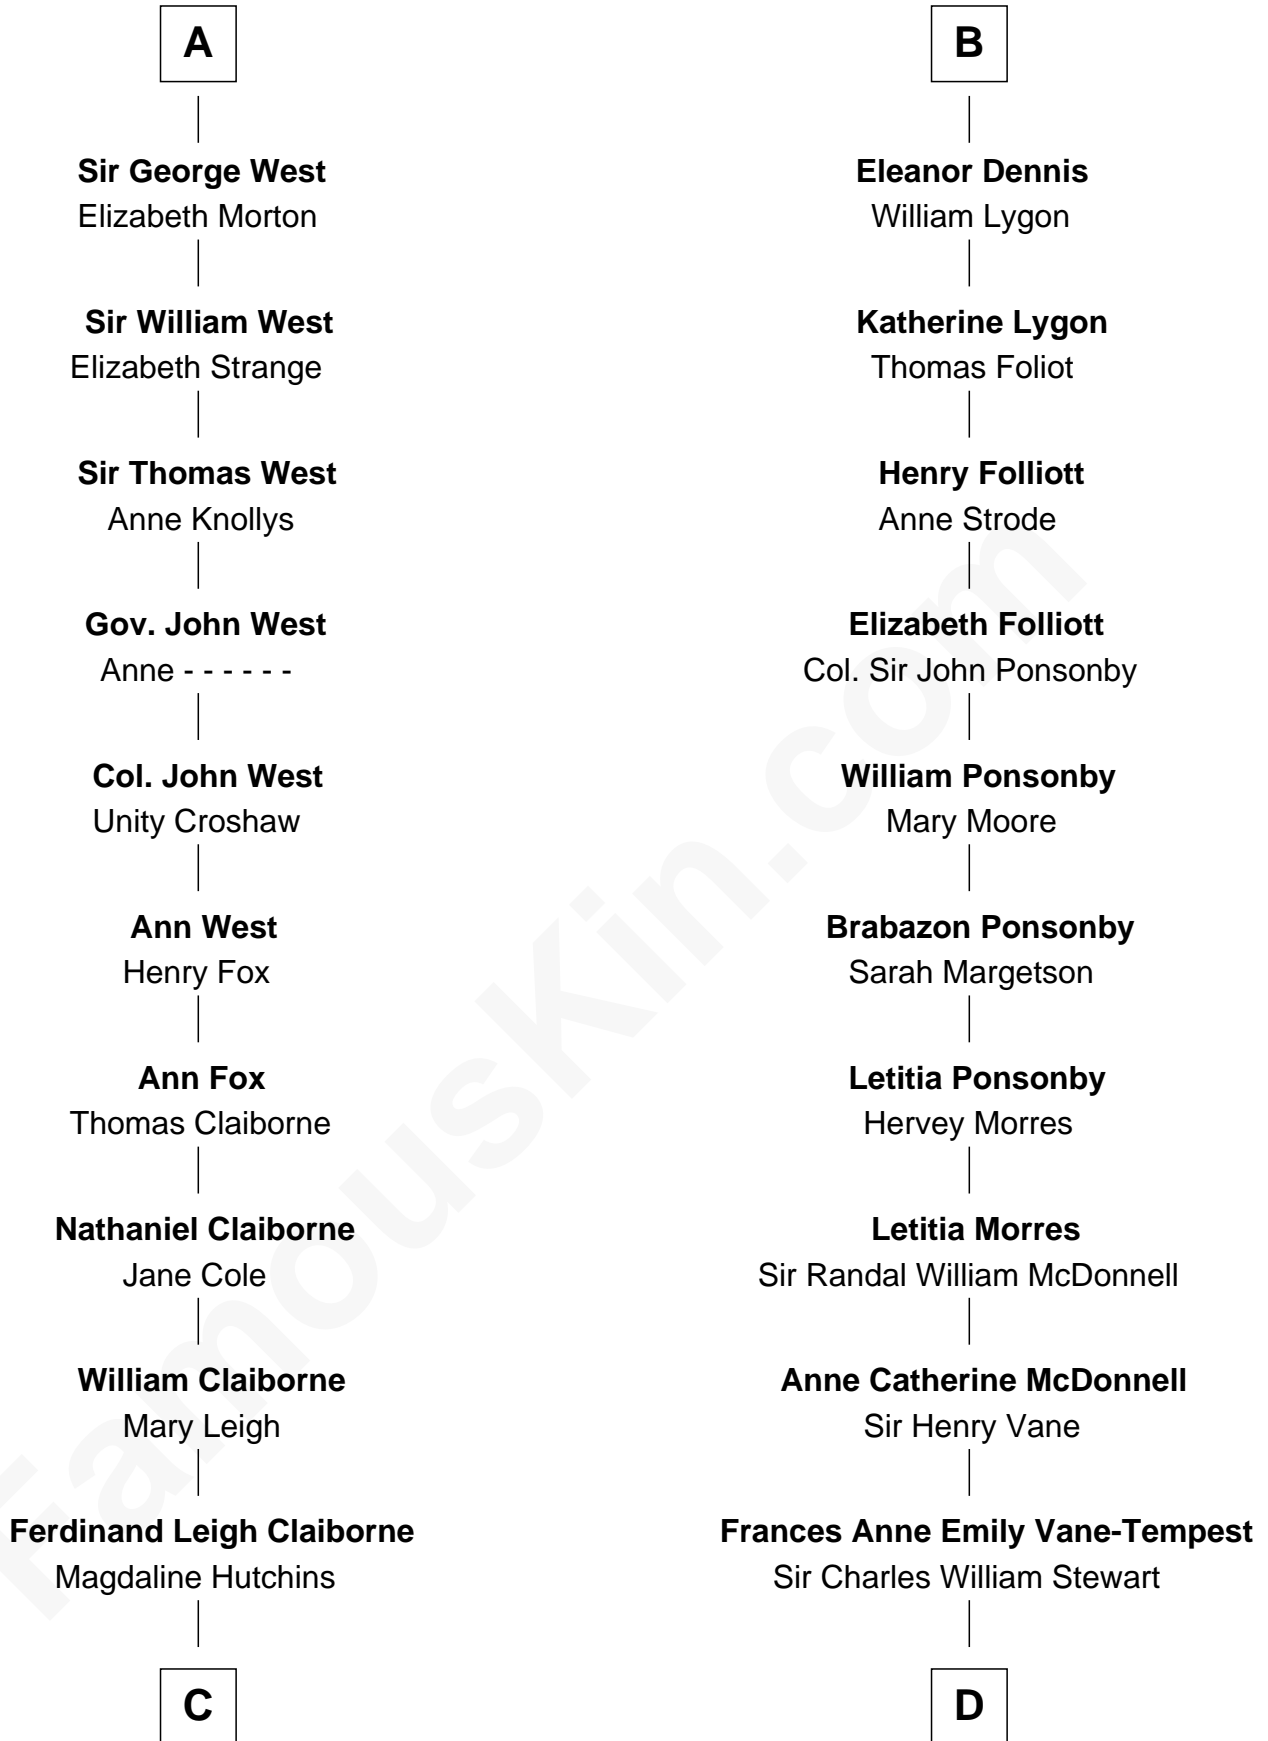 A
Sir George West
Elizabeth Morton
Sir William West
Elizabeth Strange
Sir Thomas West
Anne Knollys
Gov. John West
Anne - - - - - -
Col. John West
Unity Croshaw
Ann West
Henry Fox
Ann Fox
Thomas Claiborne
Nathaniel Claiborne
Jane Cole
William Claiborne
Mary Leigh
Ferdinand Leigh Claiborne
Magdaline Hutchins
C
B
Eleanor Dennis
William Lygon
Katherine Lygon
Thomas Foliot
Henry Folliott
Anne Strode
Elizabeth Folliott
Col. Sir John Ponsonby
William Ponsonby
Mary Moore
Brabazon Ponsonby
Sarah Margetson
Letitia Ponsonby
Hervey Morres
Letitia Morres
Sir Randal William McDonnell
Anne Catherine McDonnell
Sir Henry Vane
Frances Anne Emily Vane-Tempest
Sir Charles William Stewart
D
FamousKin.com